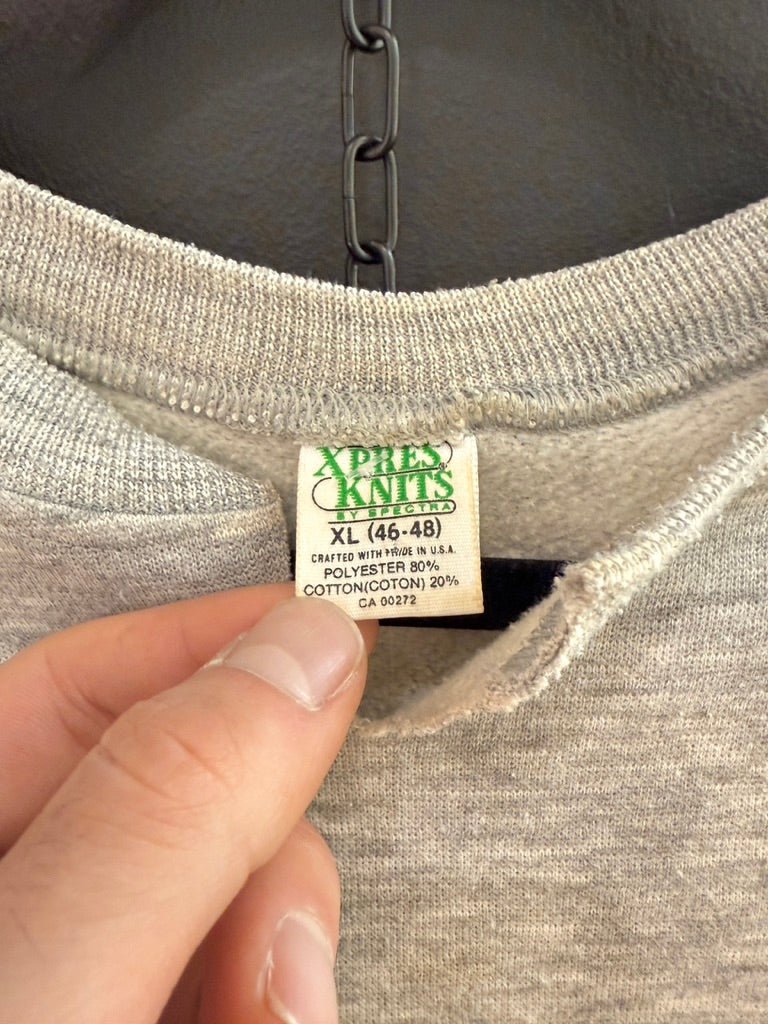 XPRES
KNITS
BY SPECTRA
XL (46-48)
CRAFTED WITH PRIDE IN U.S.A.
POLYESTER 80%
COTTON(COTON) 20%
CA 00272